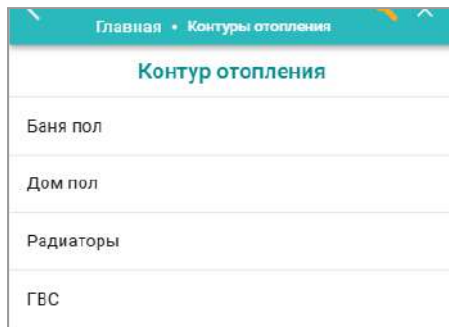 Главная • Контуры отопления
Контур отопления
Баня пол
Дом пол
Радиаторы
ГВС